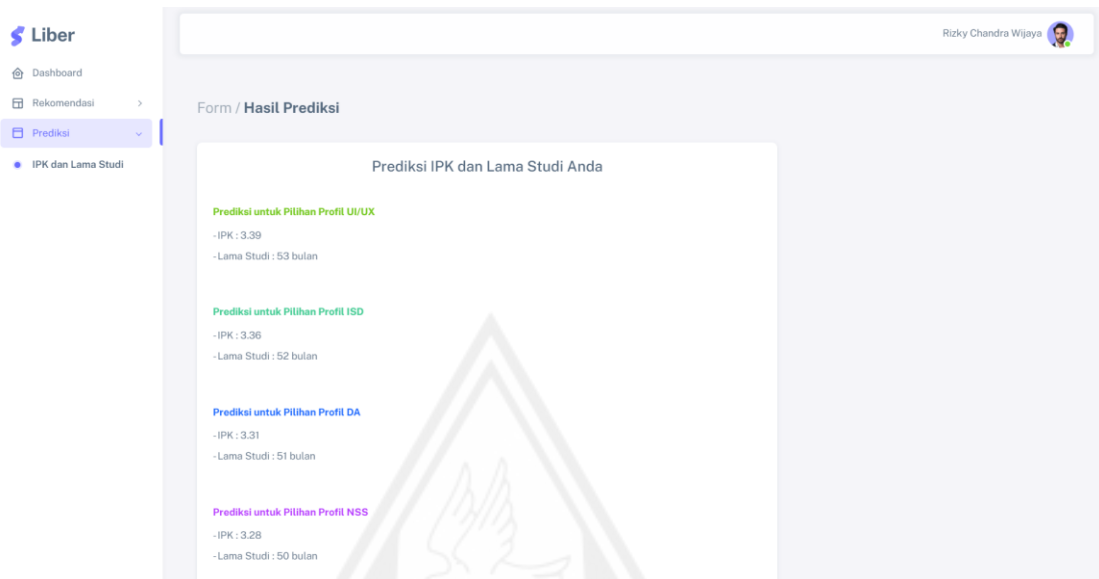 Liber
Rizky Chandra Wijaya
Dashboard
Rekomendasi
Prediksi
IPK dan Lama Studi
Form / Hasil Prediksi
Prediksi IPK dan Lama Studi Anda
Prediksi untuk Pilihan Profil UI/UX
- IPK : 3.39
- Lama Studi : 53 bulan
Prediksi untuk Pilihan Profil ISD
- IPK : 3.36
- Lama Studi : 52 bulan
Prediksi untuk Pilihan Profil DA
- IPK : 3.31
- Lama Studi : 51 bulan
Prediksi untuk Pilihan Profil NSS
- IPK : 3.28
- Lama Studi : 50 bulan